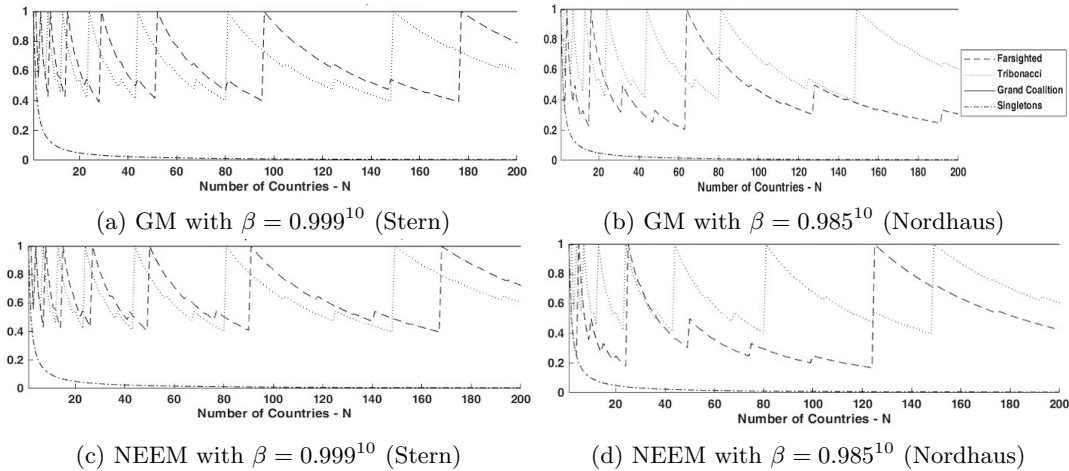 1
0.8
0.6
0.4
0.2
0
20 40 60 80 100 120 140 160 180 200
Number of Countries - N
(a) GM with β = 0.999^10 (Stern)
1
0.8
0.6
0.4
0.2
0
20 40 60 80 100 120 140 160 180 200
Number of Countries - N
(b) GM with β = 0.985^10 (Nordhaus)
Farsighted
Tribonacci
Grand Coalition
Singletons
1
0.8
0.6
0.4
0.2
0
20 40 60 80 100 120 140 160 180 200
Number of Countries - N
(c) NEEM with β = 0.999^10 (Stern)
1
0.8
0.6
0.4
0.2
0
20 40 60 80 100 120 140 160 180 200
Number of Countries - N
(d) NEEM with β = 0.985^10 (Nordhaus)